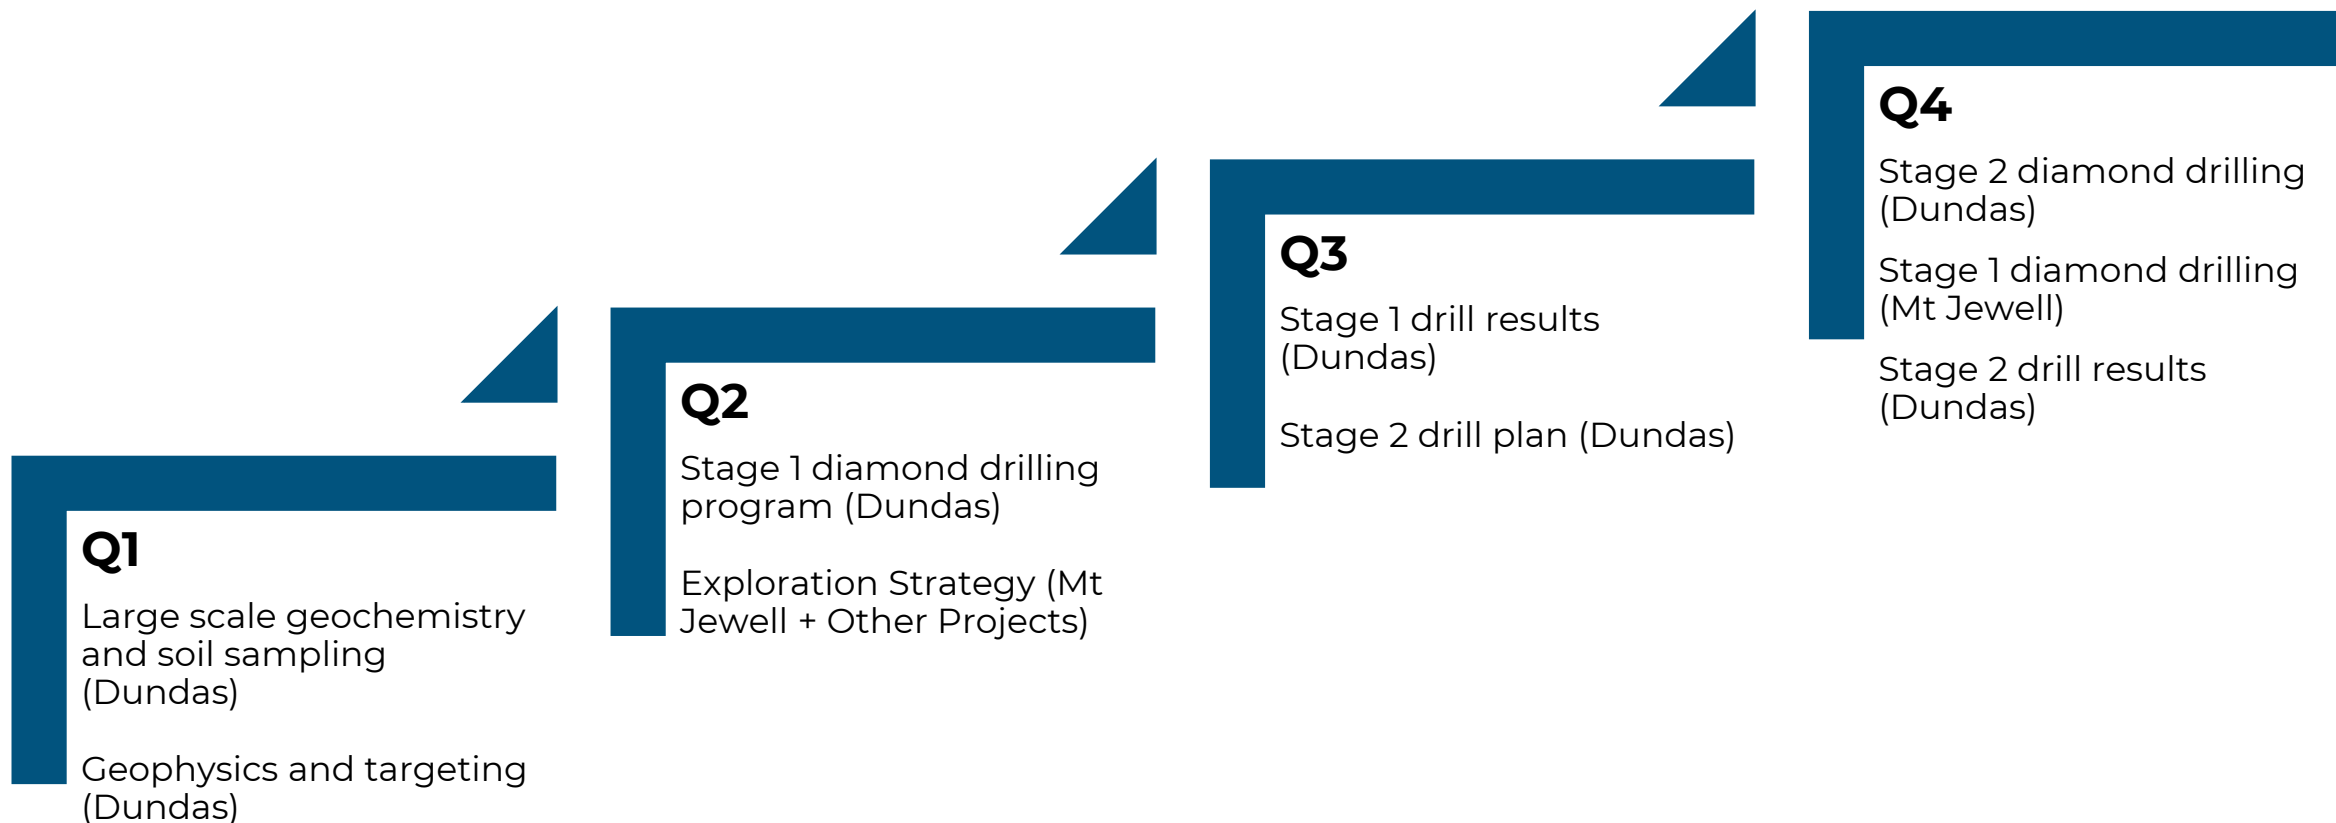 Q1
Large scale geochemistry
and soil sampling
(Dundas)
Geophysics and targeting
(Dundas)
Q2
Stage 1 diamond drilling
program (Dundas)
Exploration Strategy (Mt
Jewell + Other Projects)
Q3
Stage 1 drill results
(Dundas)
Stage 2 drill plan (Dundas)
Q4
Stage 2 diamond drilling
(Dundas)
Stage 1 diamond drilling
(Mt Jewell)
Stage 2 drill results
(Dundas)